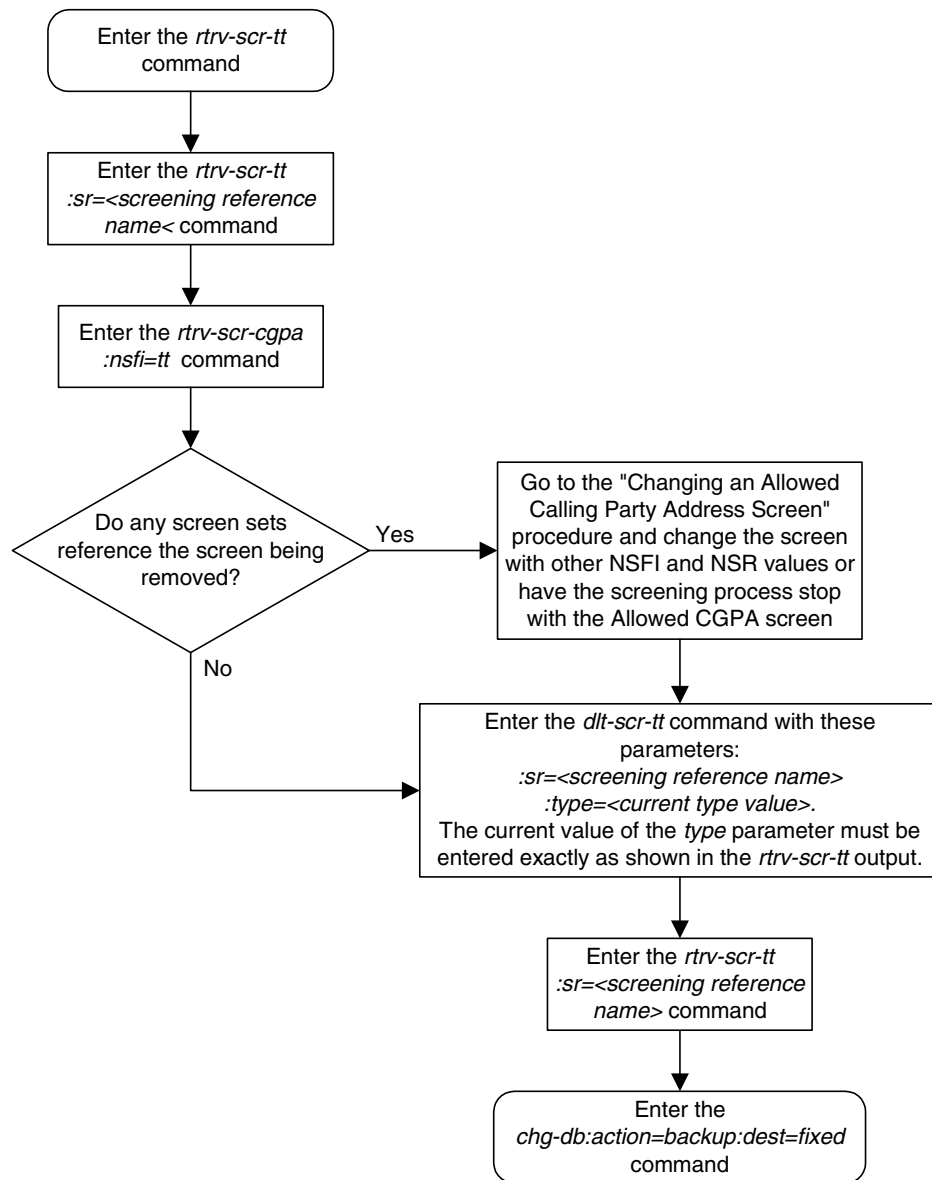 Enter the rtrv-scr-tt
command
Enter the rtrv-scr-tt
:sr=<screening reference
name< command
Enter the rtrv-scr-cgpa
:nsfi=tt command
Do any screen sets
reference the screen being
removed?
Yes
Go to the "Changing an Allowed
Calling Party Address Screen"
procedure and change the screen
with other NSFI and NSR values or
have the screening process stop
with the Allowed CGPA screen
No
Enter the dlt-scr-tt command with these
parameters:
:sr=<screening reference name>
:type=<current type value>.
The current value of the type parameter must be
entered exactly as shown in the rtrv-scr-tt output.
Enter the rtrv-scr-tt
:sr=<screening reference
name> command
Enter the
chg-db:action=backup:dest=fixed
command